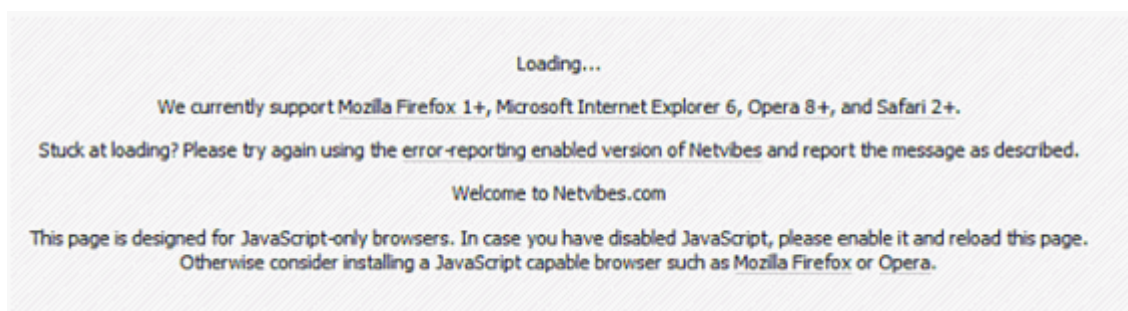 Loading...
We currently support Mozilla Firefox 1+, Microsoft Internet Explorer 6, Opera 8+, and Safari 2+.
Stuck at loading? Please try again using the error-reporting enabled version of Netvibes and report the message as described.
Welcome to Netvibes.com
This page is designed for JavaScript-only browsers. In case you have disabled JavaScript, please enable it and reload this page.
Otherwise consider installing a JavaScript capable browser such as Mozilla Firefox or Opera.